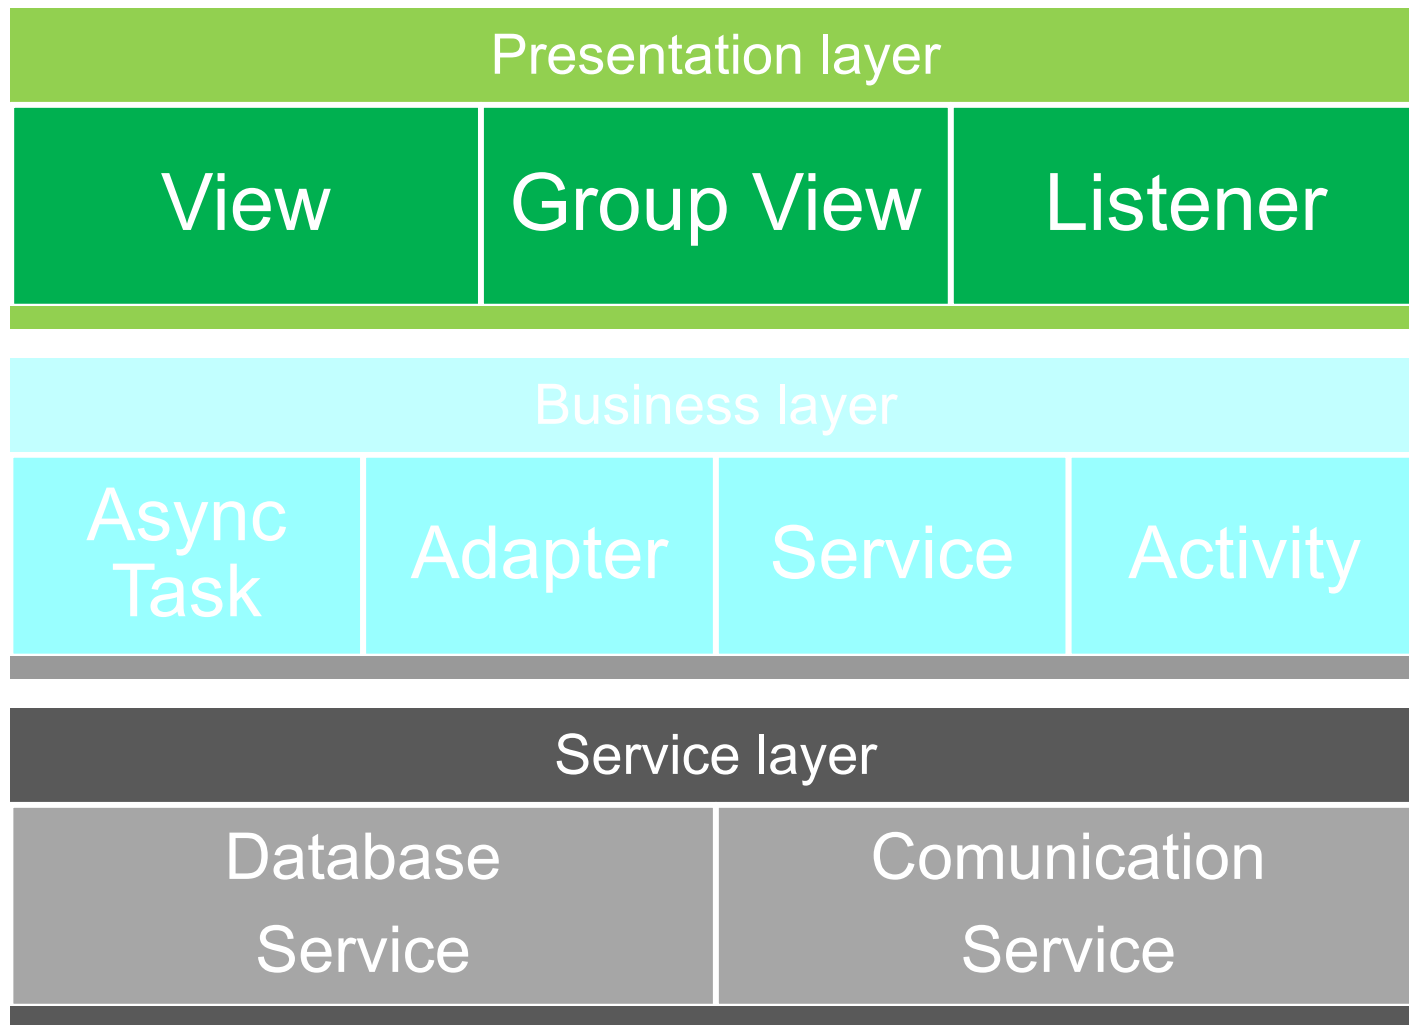 Presentation layer
View
Group View
Listener
Business layer
Async
Task
Adapter
Service
Activity
Service layer
Database
Service
Comunication
Service